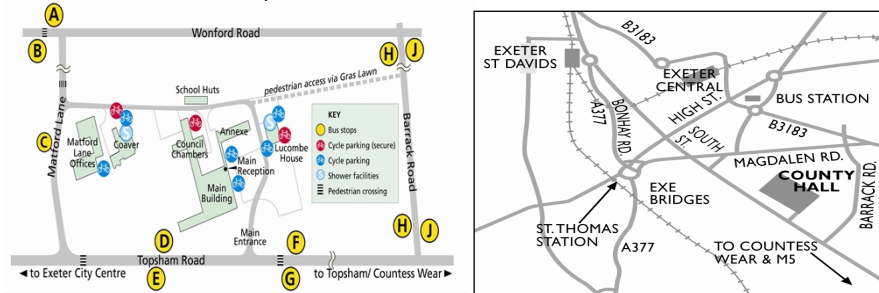 A
B
Wonford Road
H
J
School Huts
pedestrian access via Gras Lawn
Matford Lane
C
Matford
Lane
Offices
Coaver
Council
Chambers
Annexe
Main
Reception
Lucombe
House
Main
Building
Main
Entrance
KEY
Bus stops
Cycle parking (secure)
Cycle parking
Shower facilities
Pedestrian crossing
Barrack Road
H
J
D
E
F
G
Topsham Road
to Exeter City Centre
to Topsham/ Countess Wear
EXETER
ST DAVIDS
B3183
EXETER
CENTRAL
HIGH ST.
BUS STATION
B3183
A377
BONHAY RD.
SOUTH
ST.
MAGDALEN RD.
COUNTY
HALL
BARRACK RD.
EXE
BRIDGES
ST. THOMAS
STATION
A377
TO COUNTESS
WEAR & M5